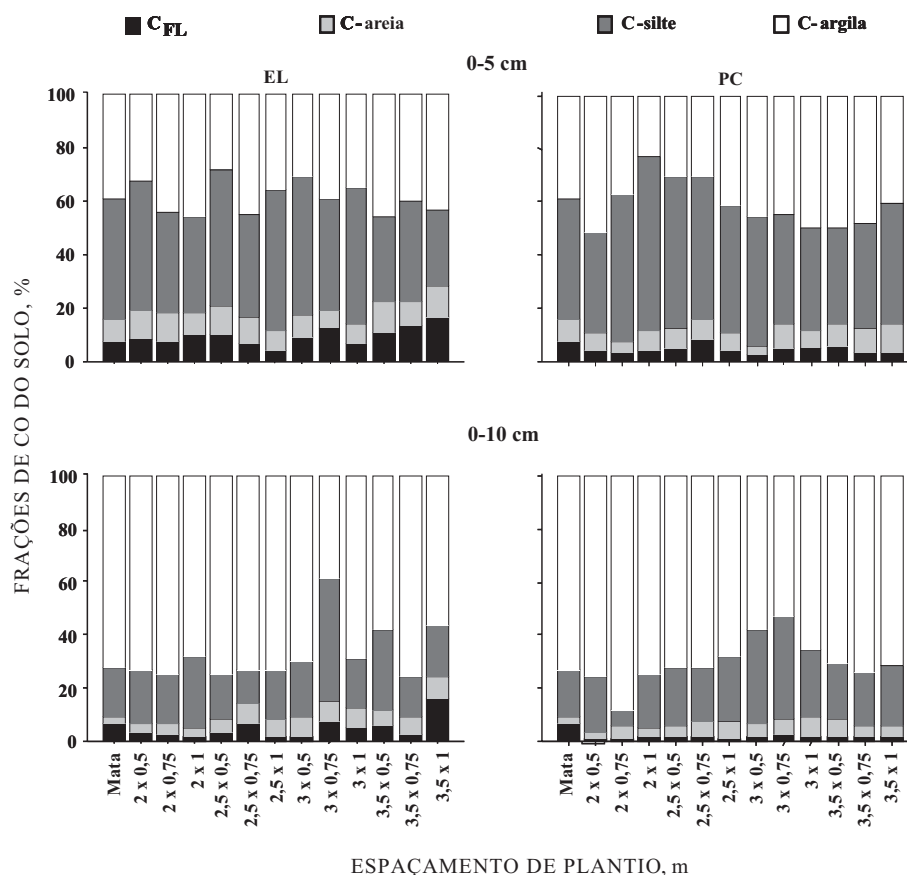 C FL C-areia C-silte C-argila
0-5 cm
EL PC
100
80
60
40
20
0
0-10 cm
100
80
60
40
20
0
FRAÇÕES DE CO DO SOLO, %
Mata 2 x 0,5 2 x 0,75 2 x 1 2,5 x 0,5 2,5 x 0,75 2,5 x 1 3 x 0,5 3 x 0,75 3 x 1 3,5 x 0,5 3,5 x 0,75 3,5 x 1
Mata 2 x 0,5 2 x 0,75 2 x 1 2,5 x 0,5 2,5 x 0,75 2,5 x 1 3 x 0,5 3 x 0,75 3 x 1 3,5 x 0,5 3,5 x 0,75 3,5 x 1
ESPAÇAMENTO DE PLANTIO, m